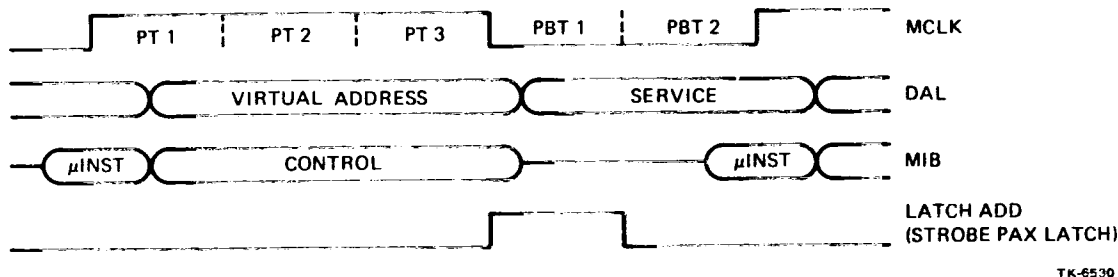 PT 1 PT 2 PT 3 PBT 1 PBT 2 MCLK
VIRTUAL ADDRESS SERVICE DAL
μINST CONTROL μINST MIB
LATCH ADD
(STROBE PAX LATCH)
TK-6530